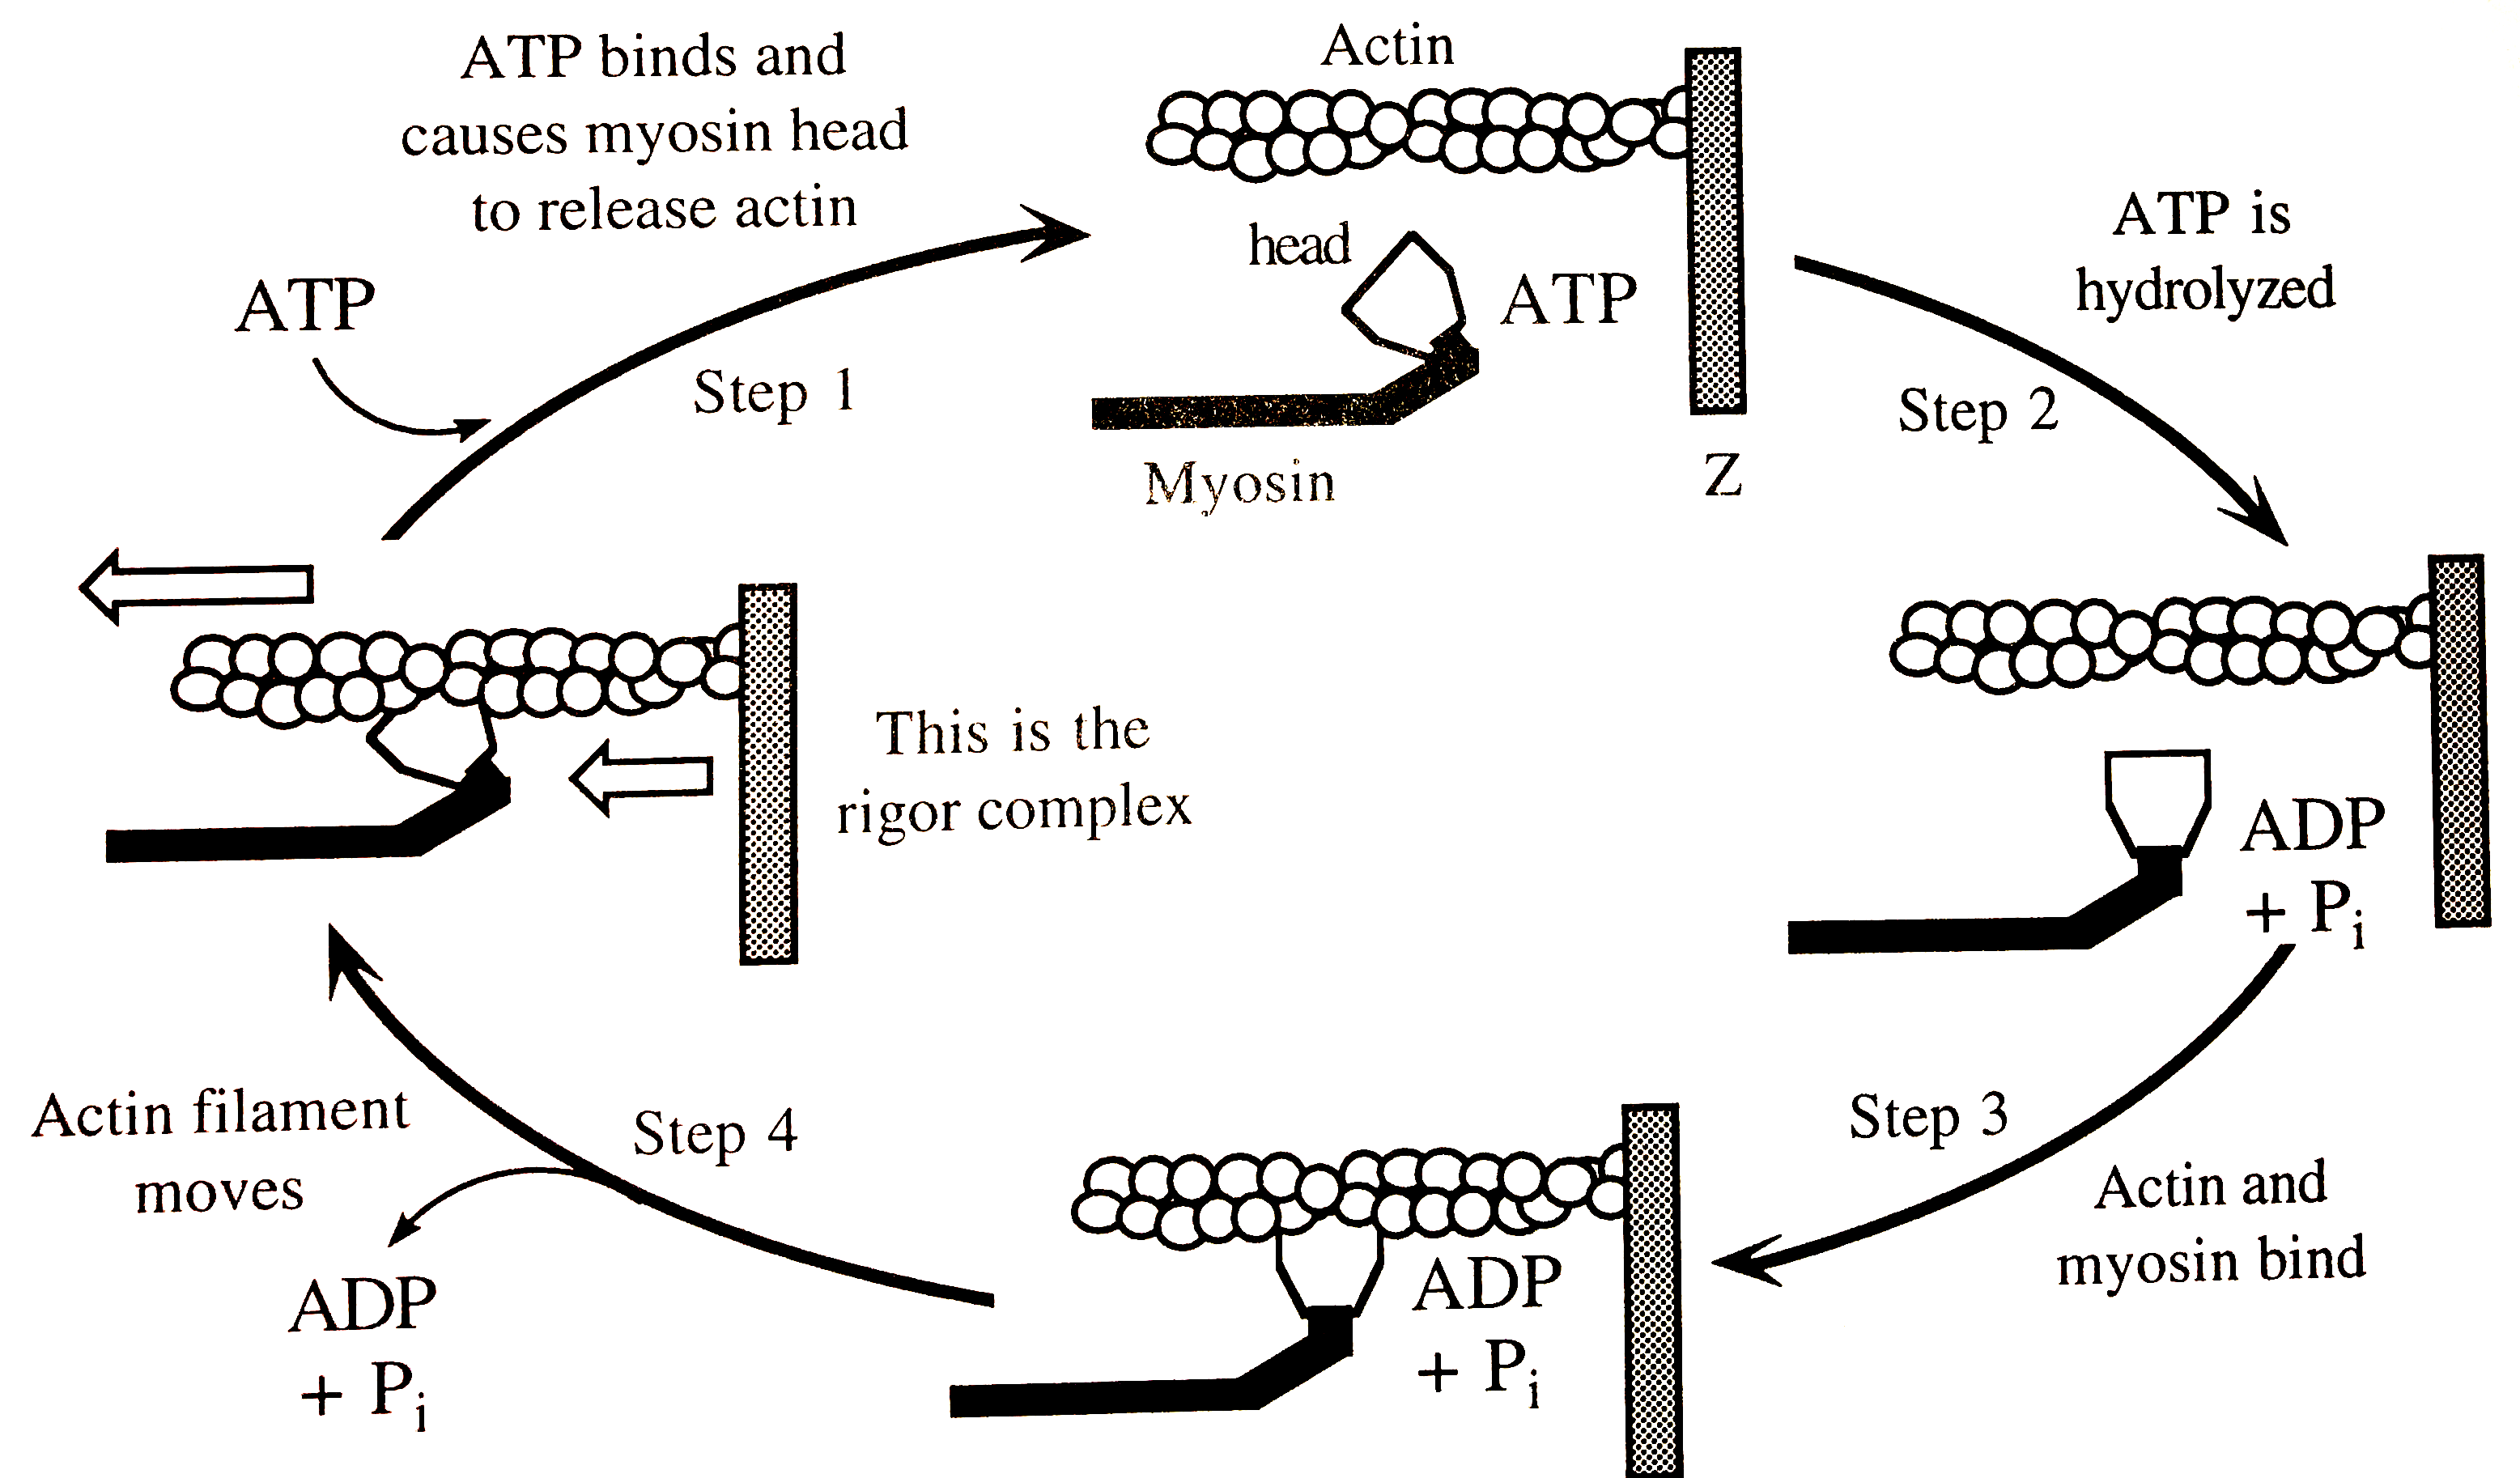 ATP binds and
causes myosin head
to release actin
ATP
Step 1
Actin
head
ATP
Myosin
Z
ATP is
hydrolyzed
Step 2
ADP
+ Pi
Step 3
Actin and
myosin bind
ADP
+ Pi
Step 4
Actin filament
moves
ADP
+ Pi
This is the
rigor complex